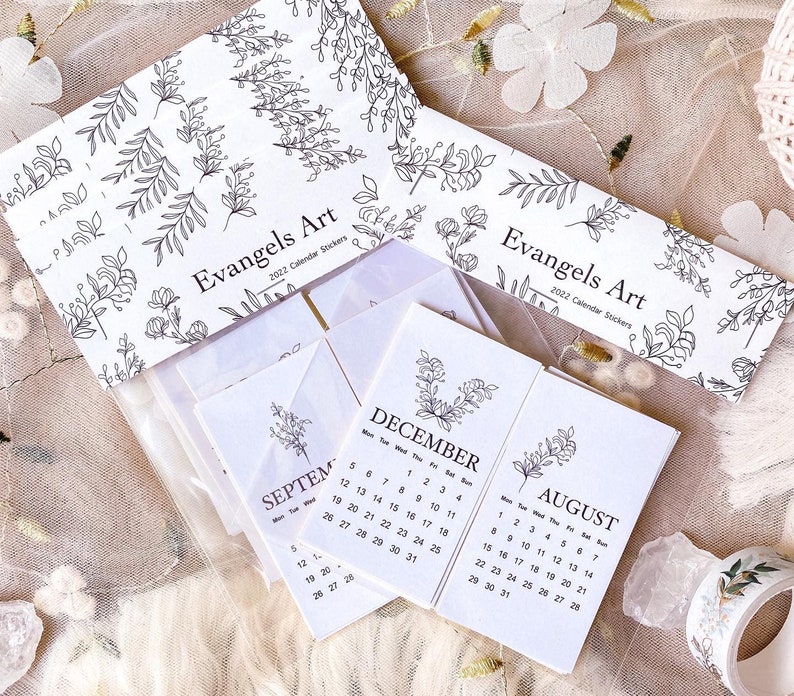 Evangels Art
2022 Calendar Stickers
Evangels Art
2022 Calendar Stickers
SEPTEM
Mon Tue
5
12 13
19 20
26 27 28
DECEMBER
Mon Tue Wed Thu Fri Sat Sun
1 2 3 4
5 6 7 8 9 10 11
12 13 14 15 16 17 18
19 20 21 22 23 24 25
26 27 28 29 30 31
AUGUST
Mon Tue Wed Thu Fri Sat Sun
1 2 3 4 5 6 7
8 9 10 11 12 13 14
15 16 17 18 19 20 21
22 23 24 25 26 27 28
29 30 31